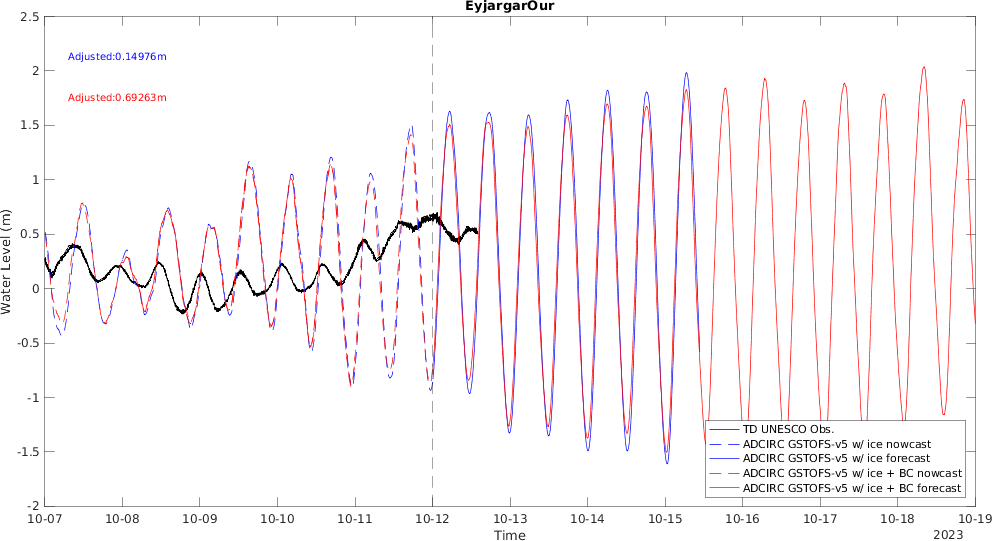 EyjargarOur
Adjusted:0.14976m
Adjusted:0.69263m
Water Level (m)
2.5
2
1.5
1
0.5
0
-0.5
-1
-1.5
-2
TD UNESCO Obs.
ADCIRC GSTOFS-v5 w/ ice nowcast
ADCIRC GSTOFS-v5 w/ ice forecast
ADCIRC GSTOFS-v5 w/ ice + BC nowcast
ADCIRC GSTOFS-v5 w/ ice + BC forecast
10-07 10-08 10-09 10-10 10-11 10-12 10-13 10-14 10-15 10-16 10-17 10-18 10-19
Time
2023